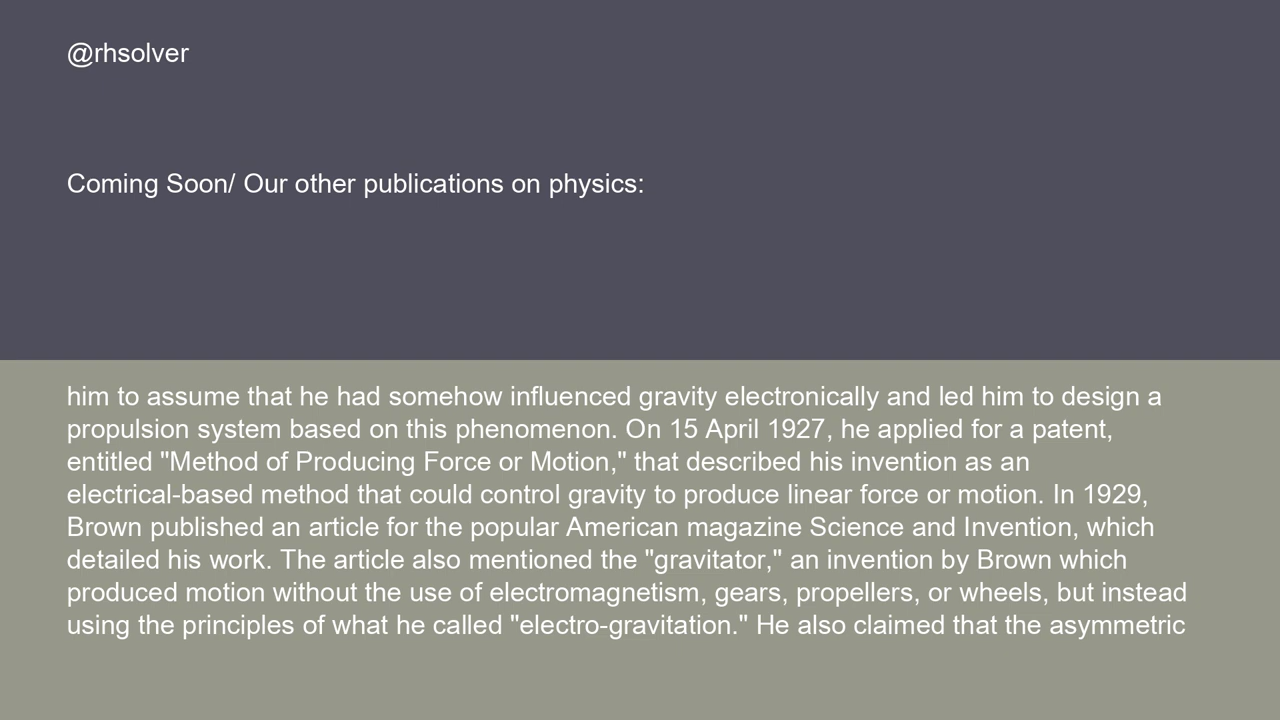 @rhsolver
Coming Soon/ Our other publications on physics:
him to assume that he had somehow influenced gravity electronically and led him to design a
propulsion system based on this phenomenon. On 15 April 1927, he applied for a patent,
entitled "Method of Producing Force or Motion," that described his invention as an
electrical-based method that could control gravity to produce linear force or motion. In 1929,
Brown published an article for the popular American magazine Science and Invention, which
detailed his work. The article also mentioned the "gravitator," an invention by Brown which
produced motion without the use of electromagnetism, gears, propellers, or wheels, but instead
using the principles of what he called "electro-gravitation." He also claimed that the asymmetric